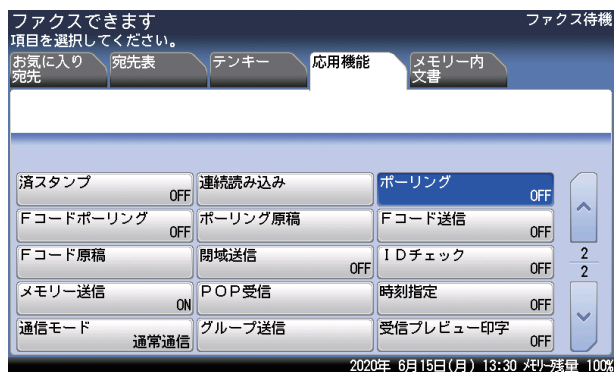 ファクスできます
ファクス待機
項目を選択してください。
お気に入り
宛先
宛先表
テンキー
応用機能
メモリー内
文書
済スタンプ
OFF
連続読み込み
ポーリング
OFF
Fコードポーリング
OFF
ポーリング原稿
Fコード送信
OFF
Fコード原稿
閉域送信
OFF
IDチェック
OFF
2
2
メモリー送信
ON
POP受信
時刻指定
OFF
通信モード
通常通信
グループ送信
受信プレビュー印字
OFF
2020年 6月15日(月) 13:30 メモリー残量 100%